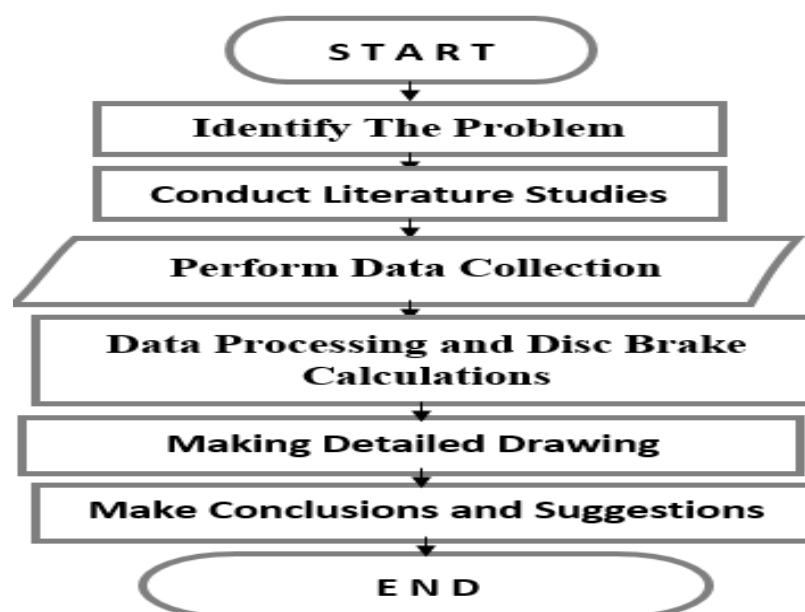 START
Identify The Problem
Conduct Literature Studies
Perform Data Collection
Data Processing and Disc Brake
Calculations
Making Detailed Drawing
Make Conclusions and Suggestions
END